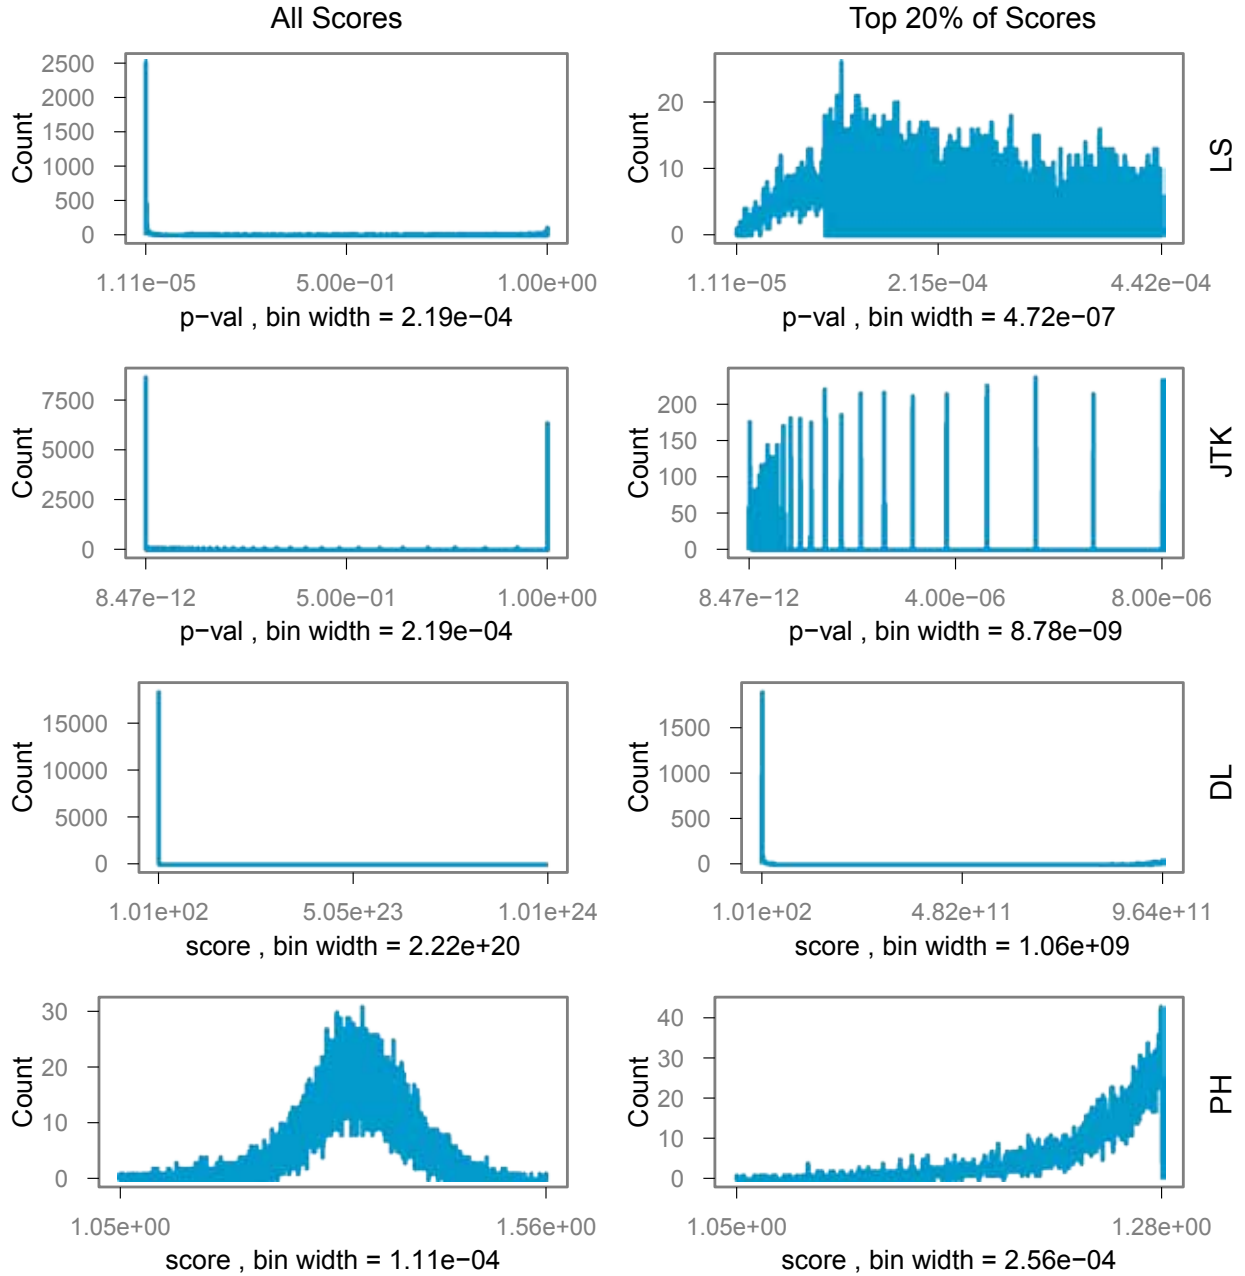 All Scores
Top 20% of Scores
Count
2500
2000
1500
1000
500
0
1.11e−05 5.00e−01 1.00e+00
p−val , bin width = 2.19e−04
Count
20
10
0
1.11e−05 2.15e−04 4.42e−04
p−val , bin width = 4.72e−07
LS
Count
7500
5000
2500
0
8.47e−12 5.00e−01 1.00e+00
p−val , bin width = 2.19e−04
Count
200
150
100
50
0
8.47e−12 4.00e−06 8.00e−06
p−val , bin width = 8.78e−09
JTK
Count
15000
10000
5000
0
1.01e+02 5.05e+23 1.01e+24
score , bin width = 2.22e+20
Count
1500
1000
500
0
1.01e+02 4.82e+11 9.64e+11
score , bin width = 1.06e+09
DL
Count
30
20
10
0
1.05e+00 1.56e+00
score , bin width = 1.11e−04
Count
40
30
20
10
0
1.05e+00 1.28e+00
score , bin width = 2.56e−04
PH